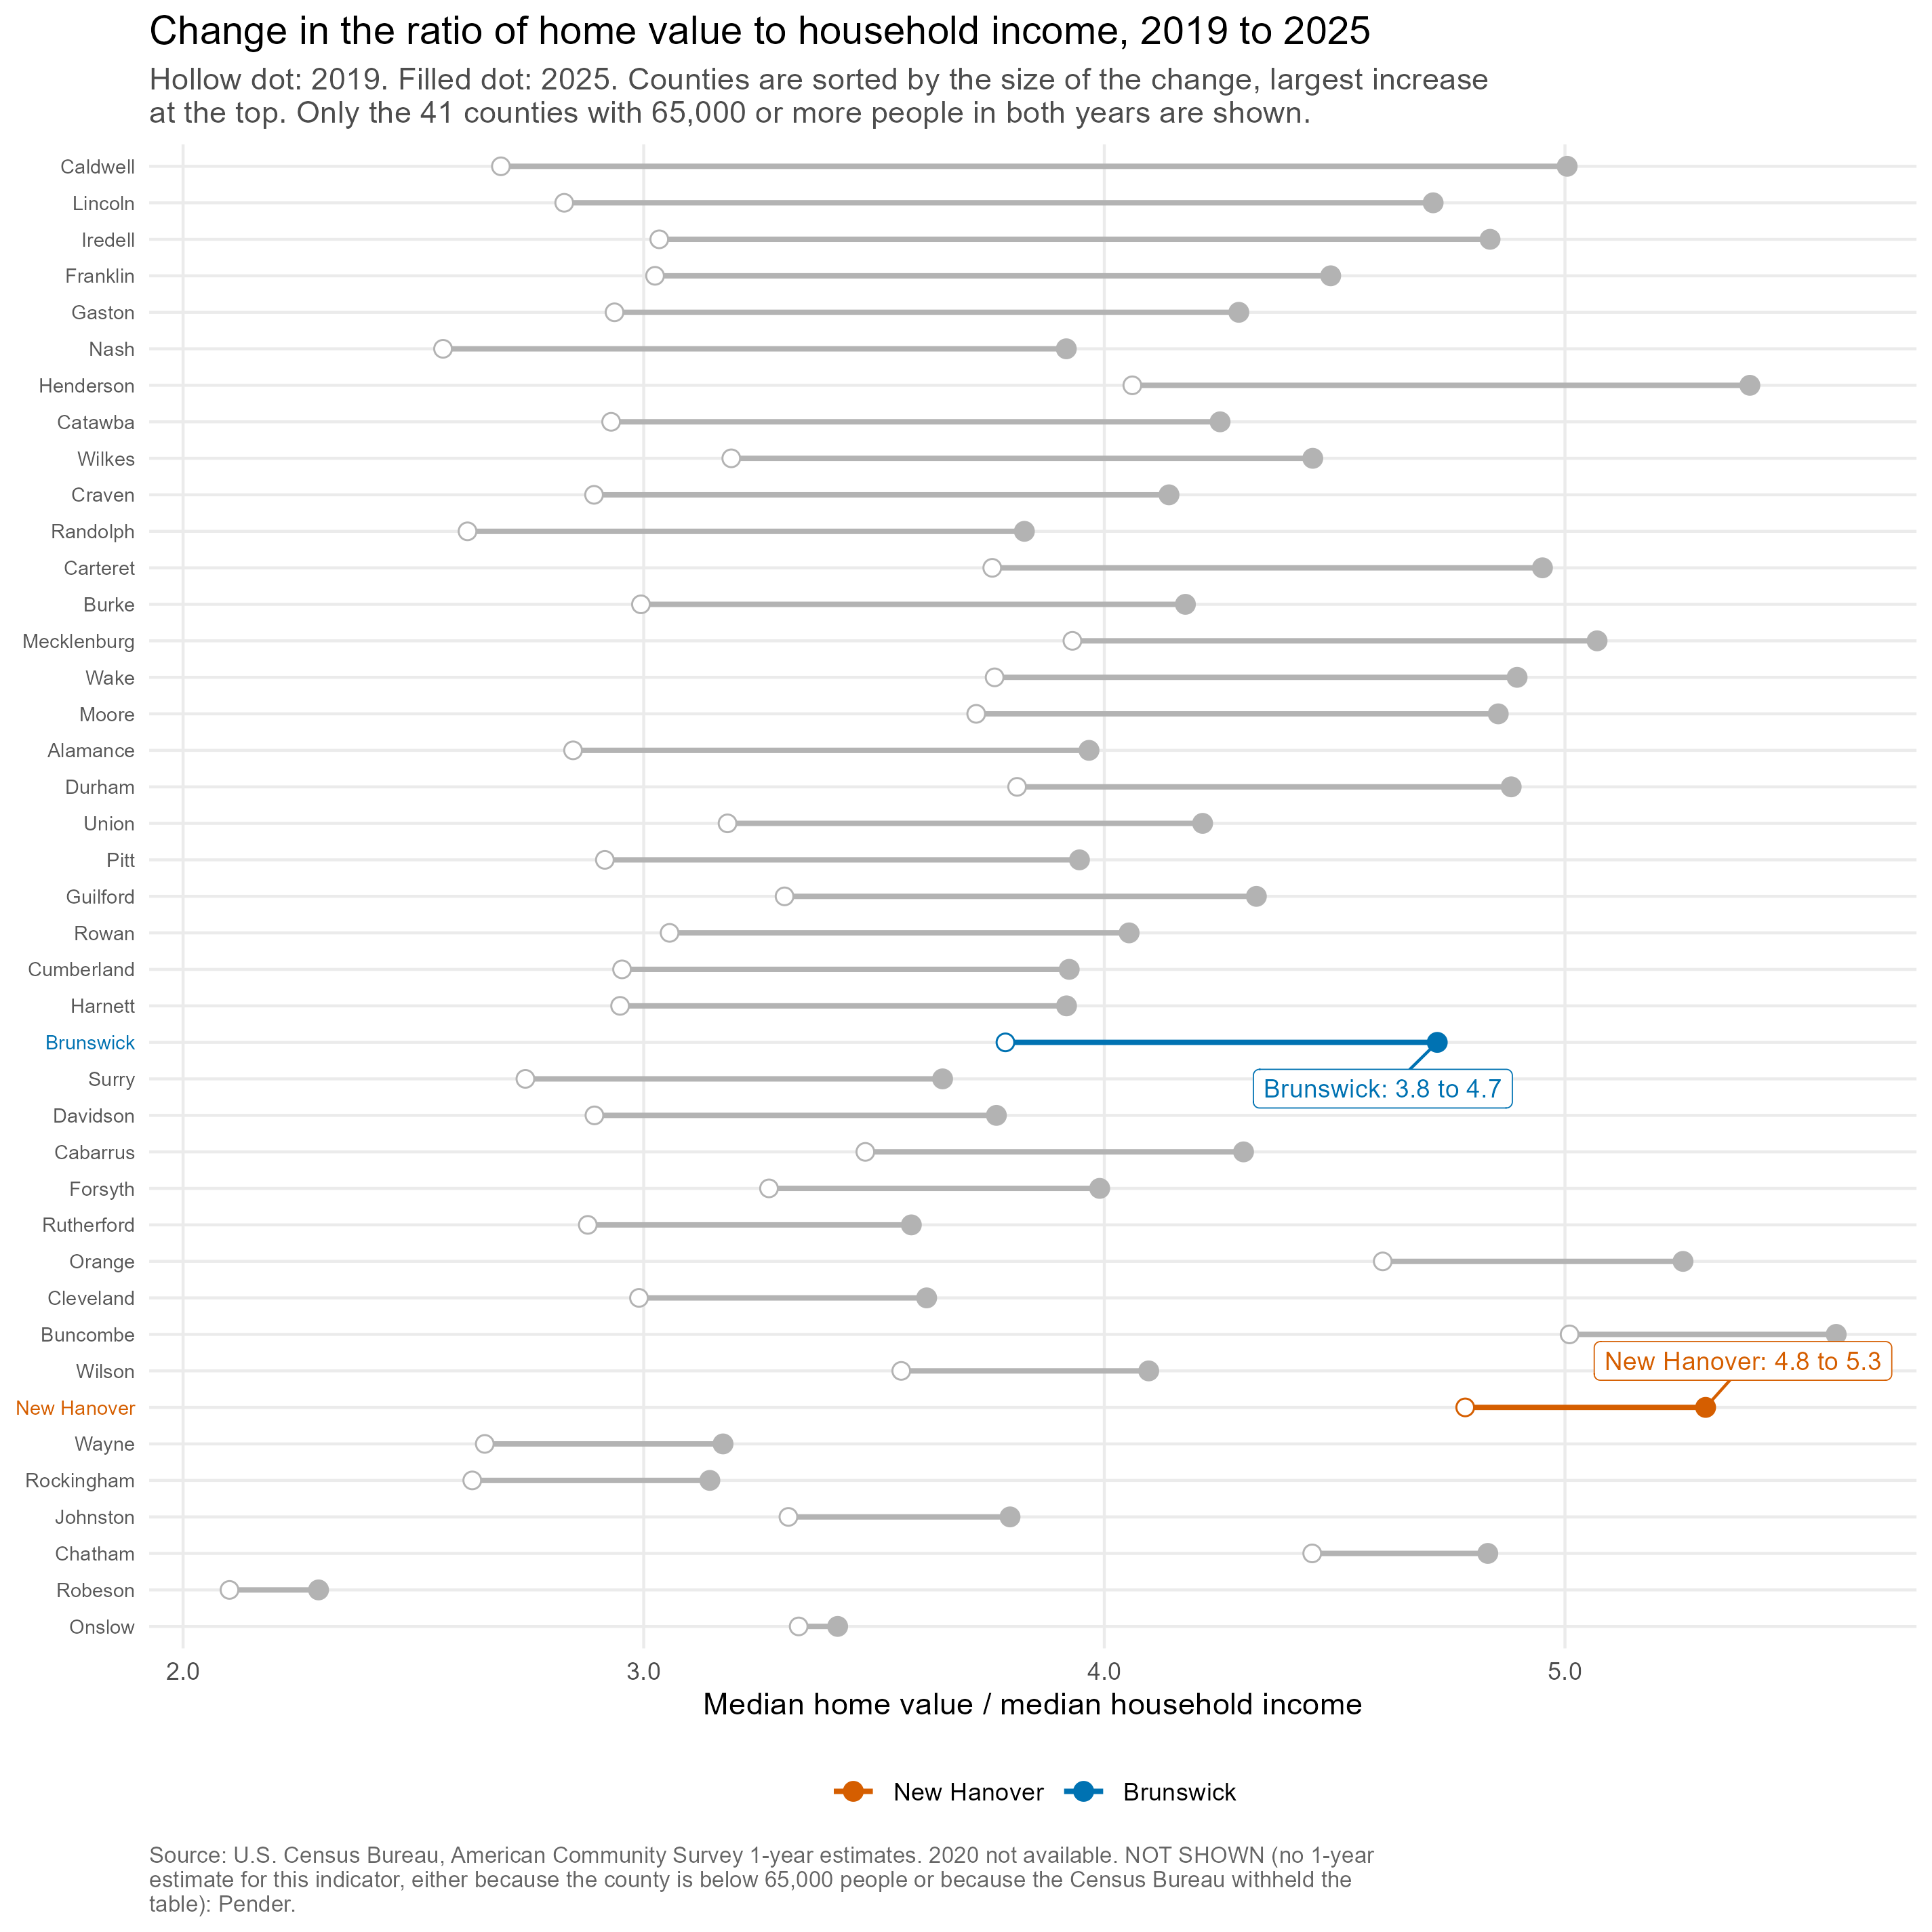 Change in the ratio of home value to household income, 2019 to 2025
Hollow dot: 2019. Filled dot: 2025. Counties are sorted by the size of the change, largest increase
at the top. Only the 41 counties with 65,000 or more people in both years are shown.
Caldwell
Lincoln
Iredell
Franklin
Gaston
Nash
Henderson
Catawba
Wilkes
Craven
Randolph
Carteret
Burke
Mecklenburg
Wake
Moore
Alamance
Durham
Union
Pitt
Guilford
Rowan
Cumberland
Harnett
Brunswick
Surry
Brunswick: 3.8 to 4.7
Davidson
Cabarrus
Forsyth
Rutherford
Orange
Cleveland
Buncombe
Wilson
New Hanover: 4.8 to 5.3
New Hanover
Wayne
Rockingham
Johnston
Chatham
Robeson
Onslow
2.0 3.0 4.0 5.0
Median home value / median household income
New Hanover Brunswick
Source: U.S. Census Bureau, American Community Survey 1-year estimates. 2020 not available. NOT SHOWN (no 1-year
estimate for this indicator, either because the county is below 65,000 people or because the Census Bureau withheld the
table): Pender.